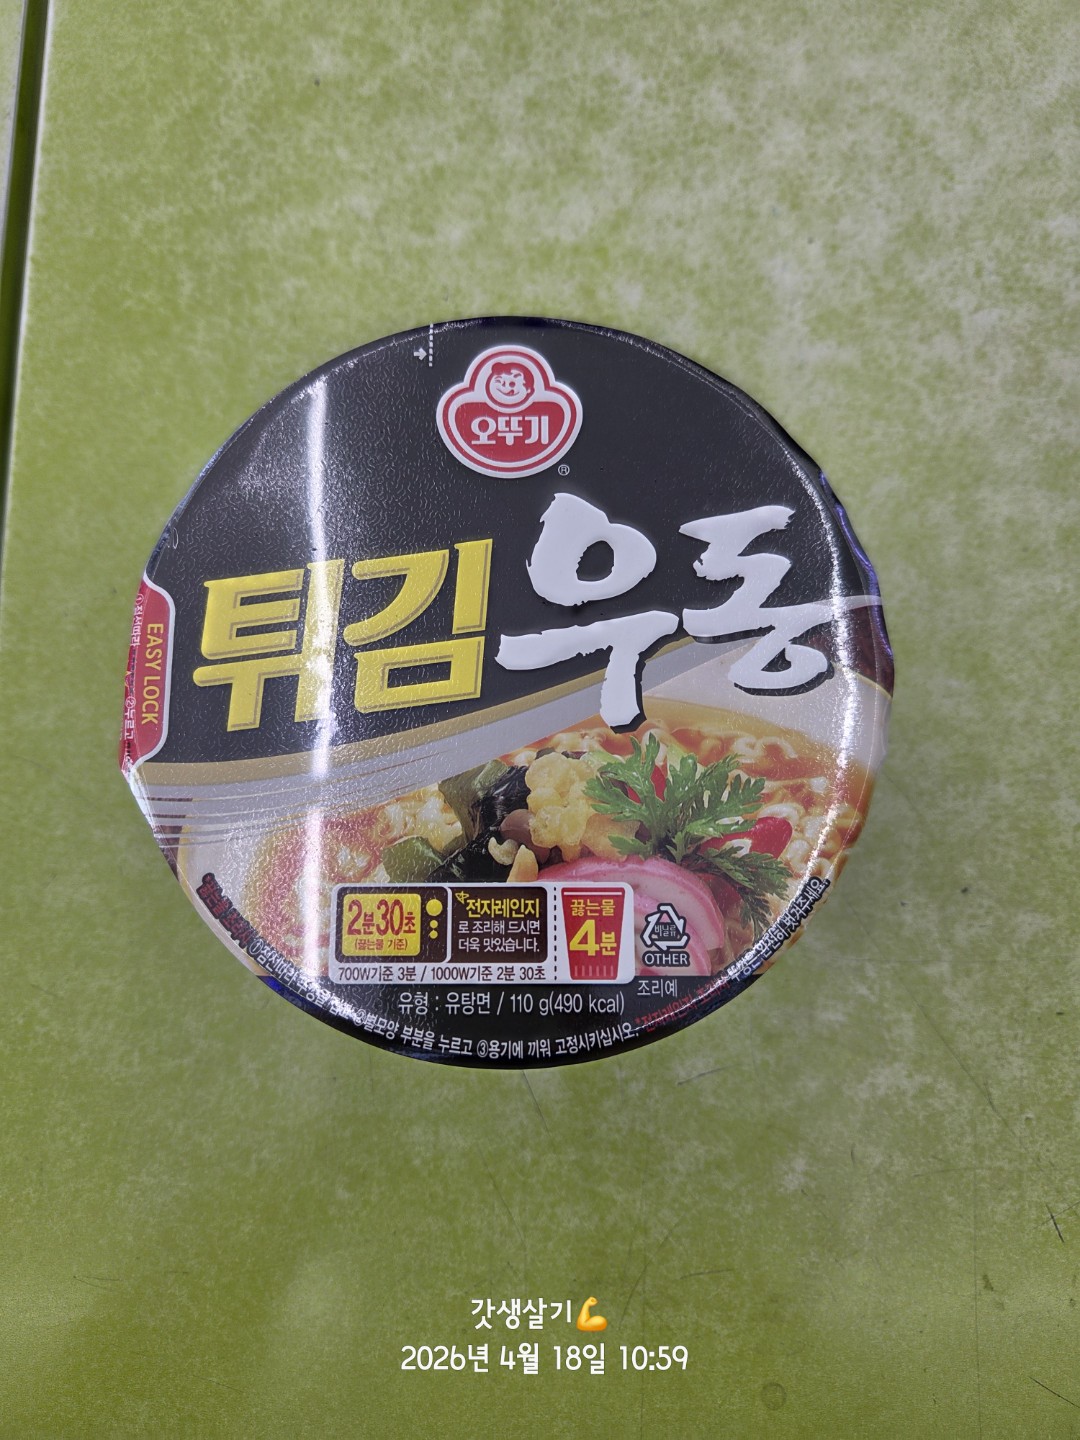 오뚜기
®
튀김우동
EASY LOCK
2분30초
(끓는물 기준)
전자레인지
로 조리해 드시면
더욱 맛있습니다.
끓는물
4분
비닐류
OTHER
700W기준 3분 / 1000W기준 2분 30초
조리예
유형 : 유탕면 / 110 g(490 kcal)
부분을 누르고 ③용기에 끼워 고정시키십시오.
갓생살기💪
2026년 4월 18일 10:59